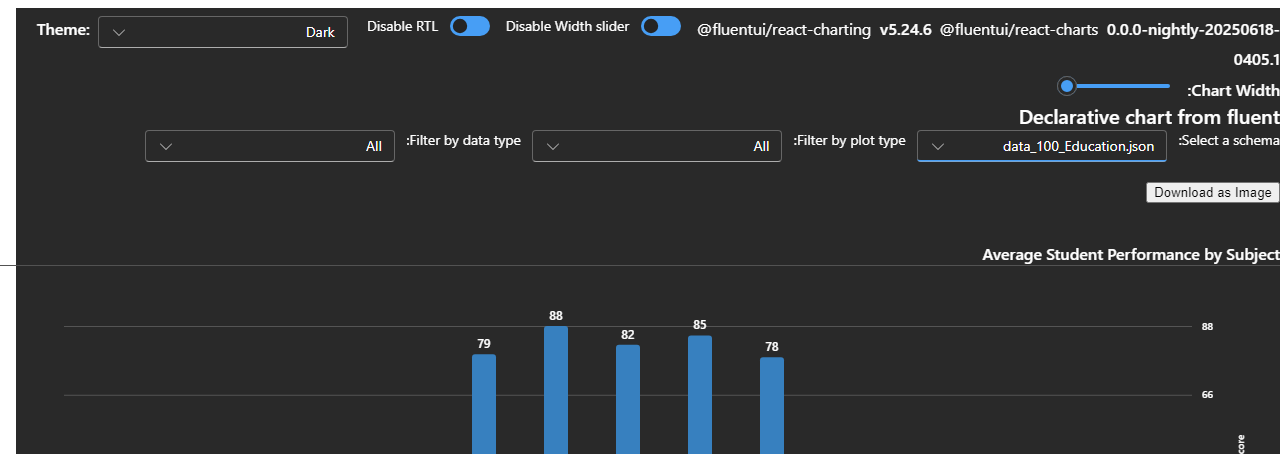 Theme: Dark Disable RTL Disable Width slider @fluentui/react-charting v5.24.6 @fluentui/react-charts 0.0.0-nightly-20250618-
0405.1
:Chart Width
Declarative chart from fluent
:Select a schema data_100_Education.json :Filter by plot type All :Filter by data type All
Download as Image
Average Student Performance by Subject
88
79
82
85
78
88
66